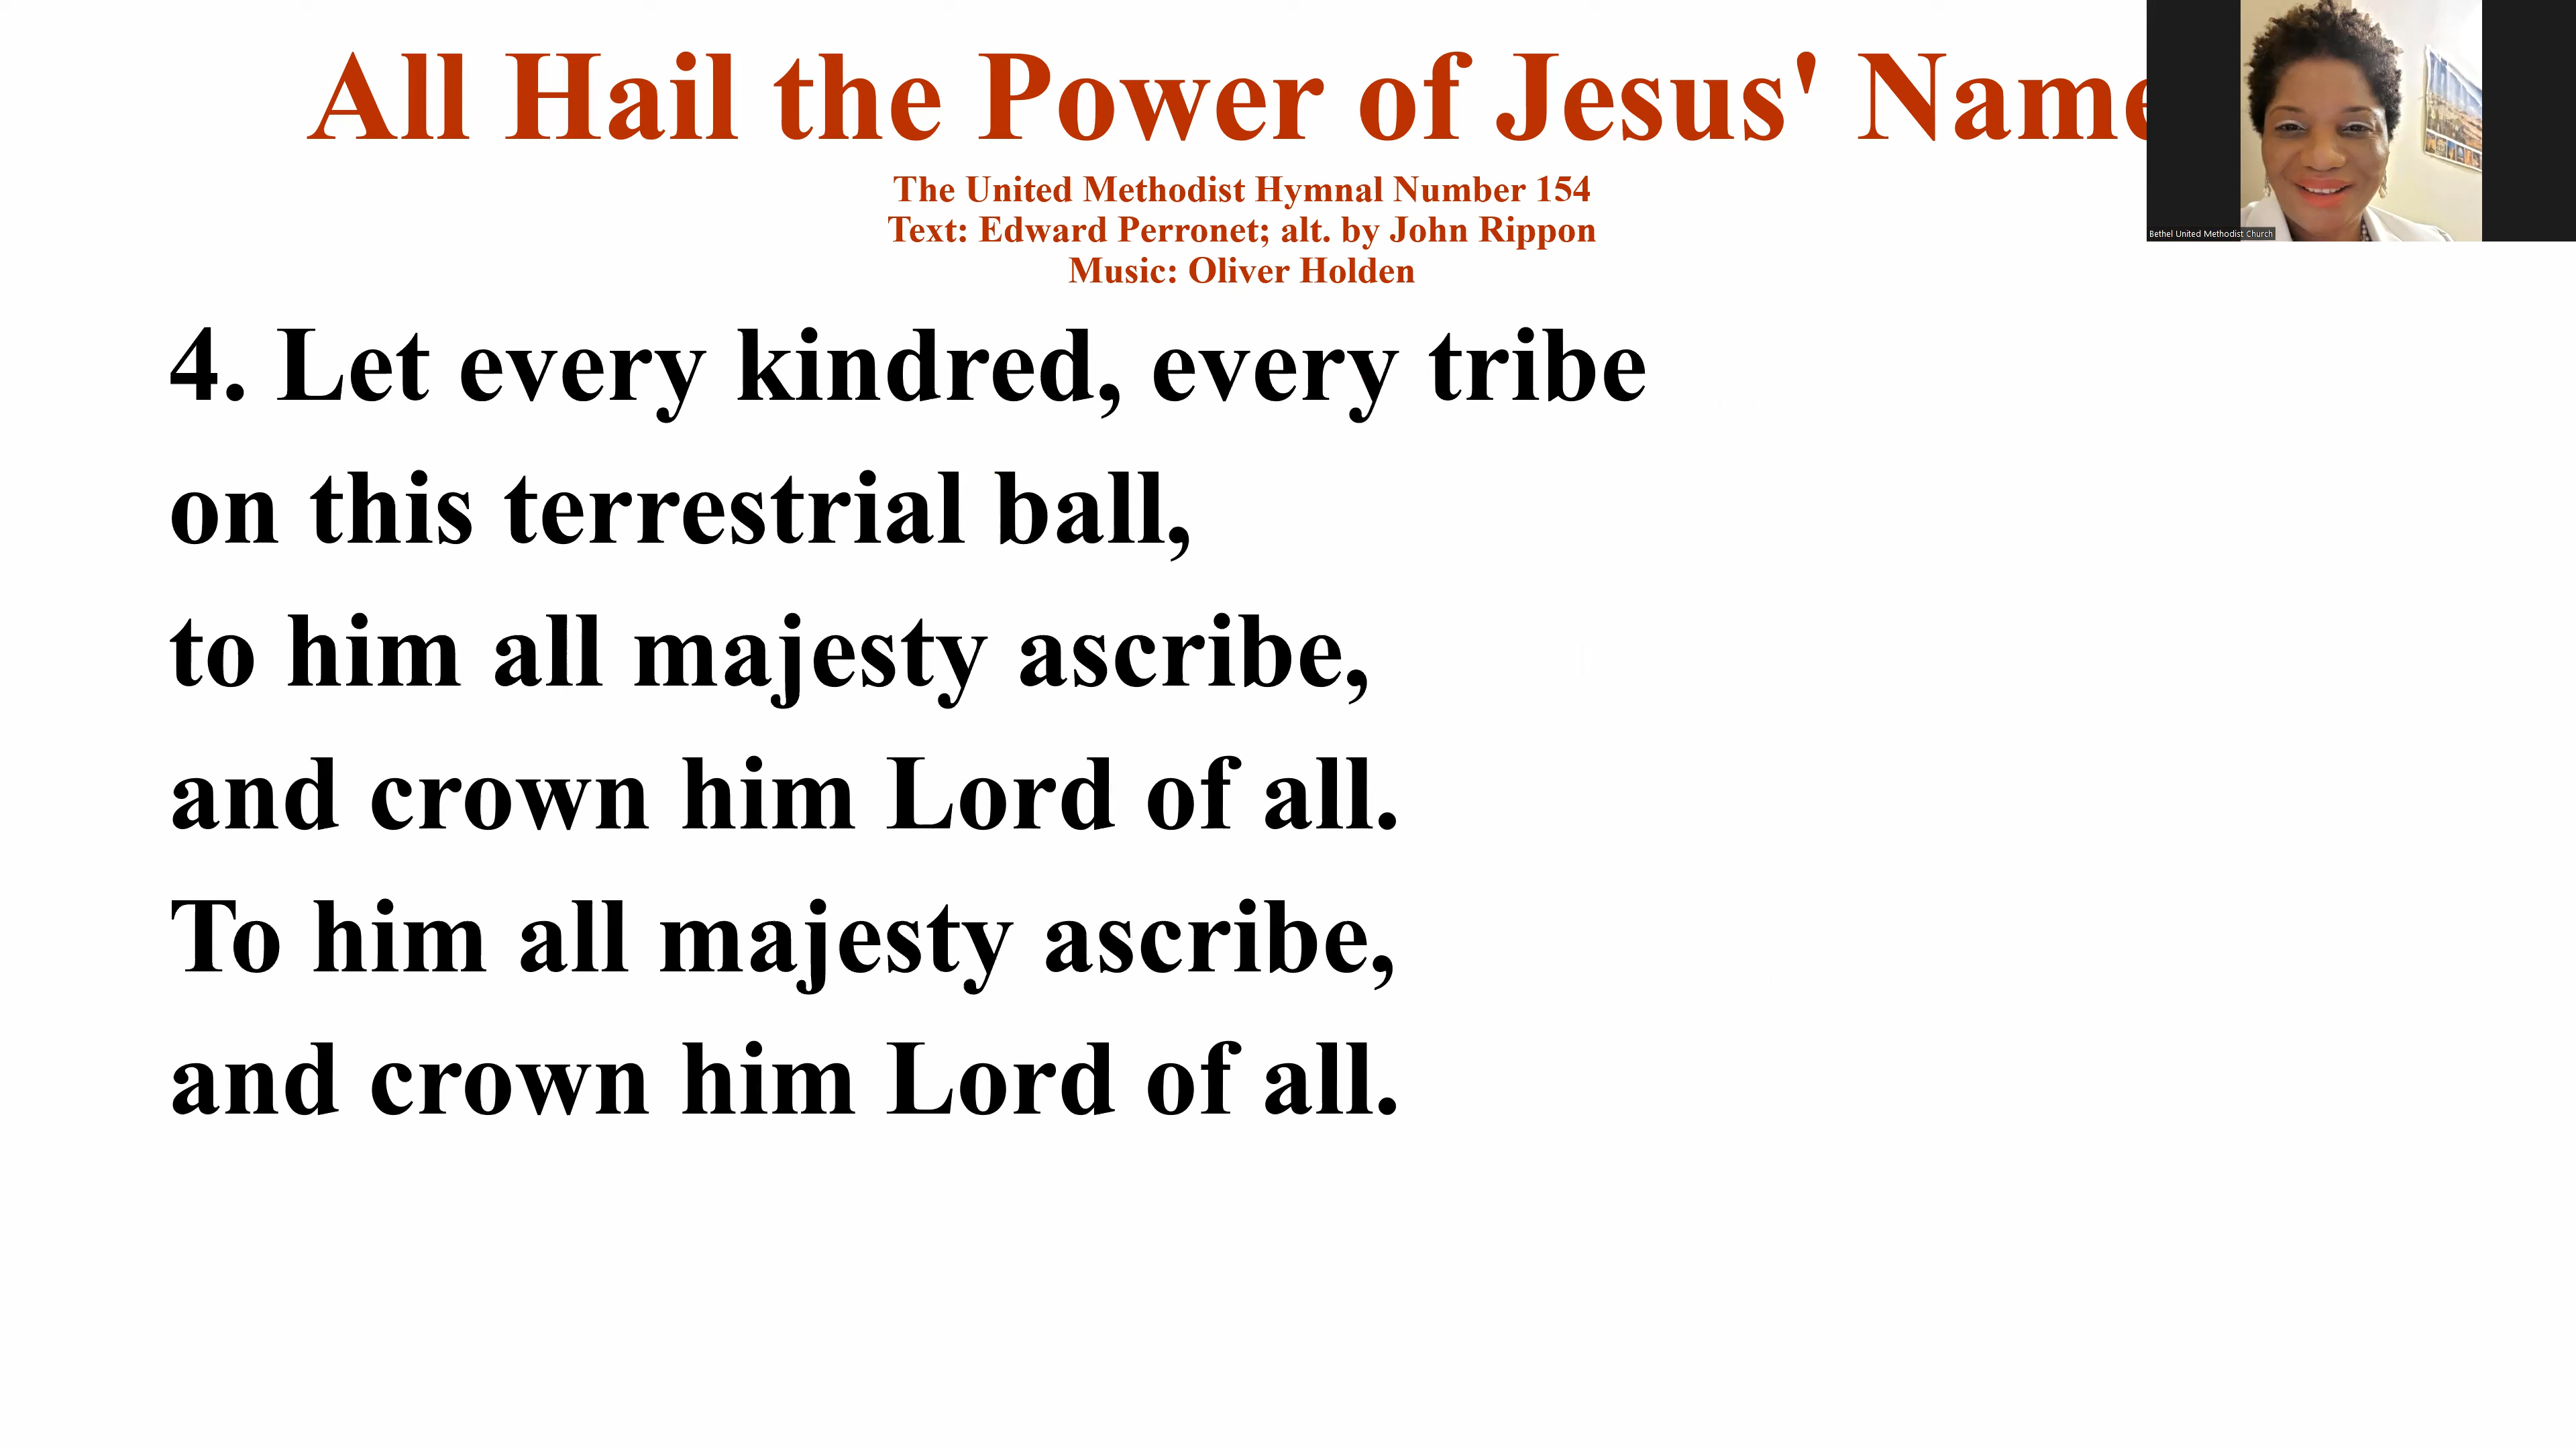 All Hail the Power of Jesus' Name
The United Methodist Hymnal Number 154
Text: Edward Perronet; alt. by John Rippon
Music: Oliver Holden
4. Let every kindred, every tribe
on this terrestrial ball,
to him all majesty ascribe,
and crown him Lord of all.
To him all majesty ascribe,
and crown him Lord of all.
Bethel United Methodist Church